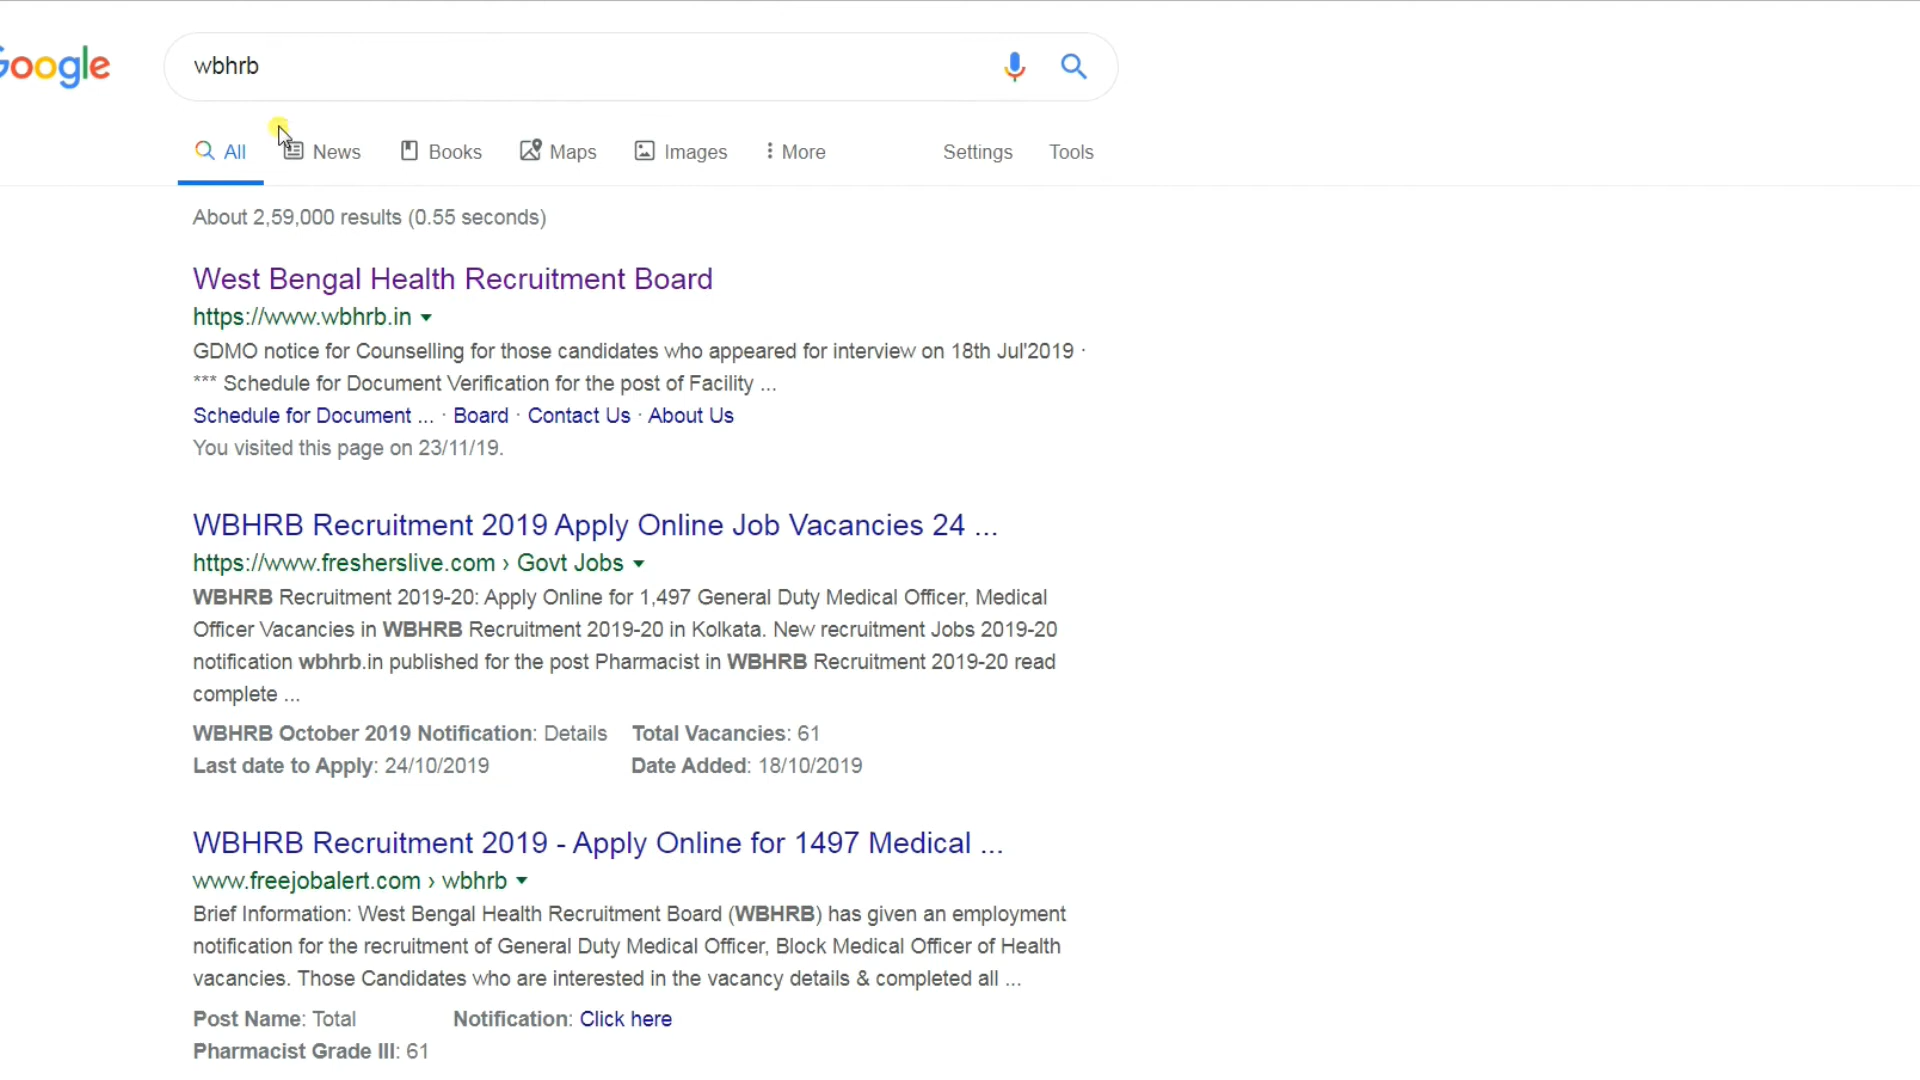 Google
wbhrb
All News Books Maps Images More Settings Tools
About 2,59,000 results (0.55 seconds)
West Bengal Health Recruitment Board
https://www.wbhrb.in
GDMO notice for Counselling for those candidates who appeared for interview on 18th Jul'2019 ·
*** Schedule for Document Verification for the post of Facility ...
Schedule for Document ... · Board · Contact Us · About Us
You visited this page on 23/11/19.
WBHRB Recruitment 2019 Apply Online Job Vacancies 24 ...
https://www.fresherslive.com › Govt Jobs
WBHRB Recruitment 2019-20: Apply Online for 1,497 General Duty Medical Officer, Medical
Officer Vacancies in WBHRB Recruitment 2019-20 in Kolkata. New recruitment Jobs 2019-20
notification wbhrb.in published for the post Pharmacist in WBHRB Recruitment 2019-20 read
complete ...
WBHRB October 2019 Notification: Details Total Vacancies: 61
Last date to Apply: 24/10/2019 Date Added: 18/10/2019
WBHRB Recruitment 2019 - Apply Online for 1497 Medical ...
www.freejobalert.com › wbhrb
Brief Information: West Bengal Health Recruitment Board (WBHRB) has given an employment
notification for the recruitment of General Duty Medical Officer, Block Medical Officer of Health
vacancies. Those Candidates who are interested in the vacancy details & completed all ...
Post Name: Total Notification: Click here
Pharmacist Grade III: 61